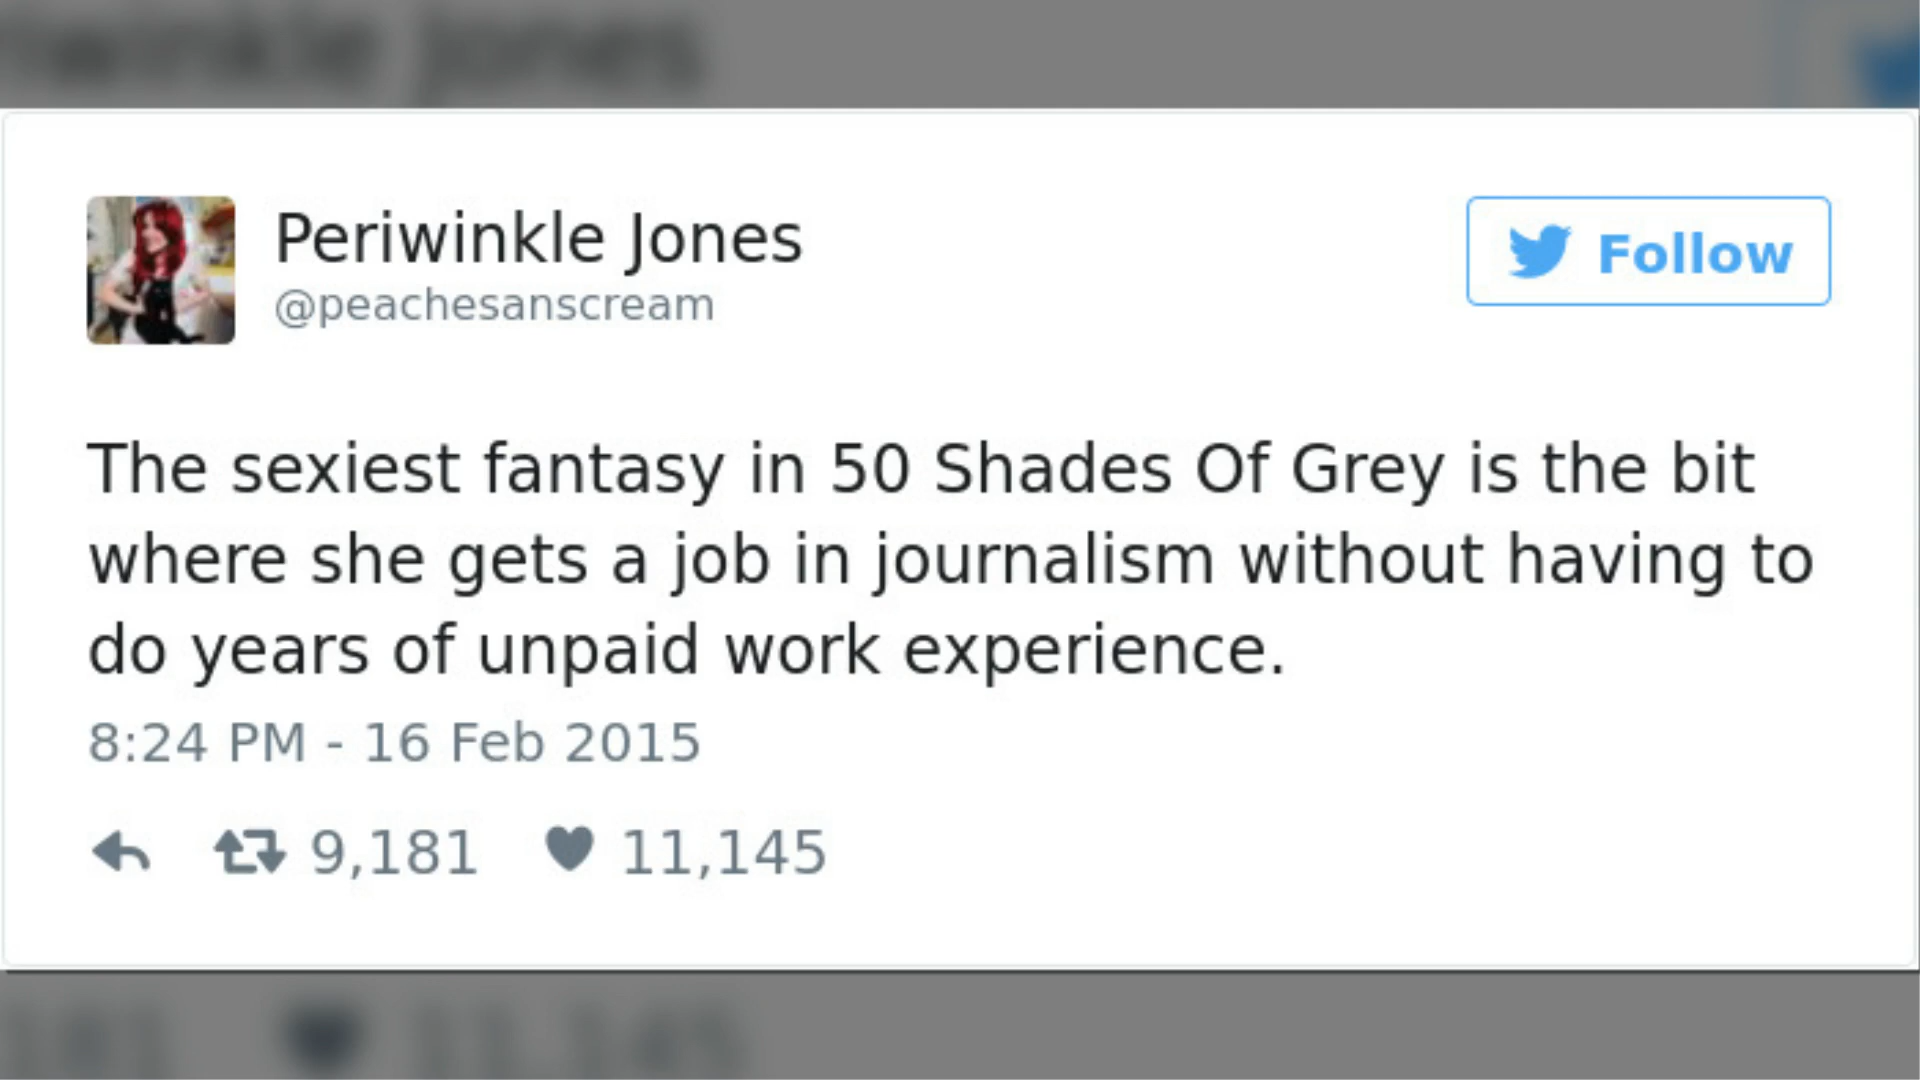 Periwinkle Jones
Follow
@peachesanscream
The sexiest fantasy in 50 Shades Of Grey is the bit
where she gets a job in journalism without having to
do years of unpaid work experience.
8:24 PM - 16 Feb 2015
9,181 11,145